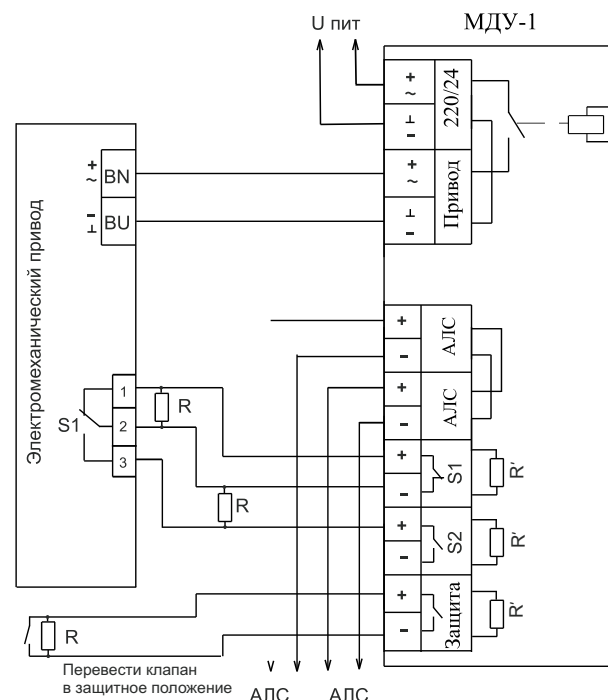 U пит
МДУ-1
+
~
⊥
-
220/24
+
~
⊥
-
Привод
Электромеханический привод
+
~
BN
-
⊥
BU
+
-
АЛС
+
-
АЛС
S1
1
2
3
R
R
+
-
S1
R'
+
-
S2
R'
+
-
Защита
R'
R
Перевести клапан
в защитное положение
АЛС
АЛС